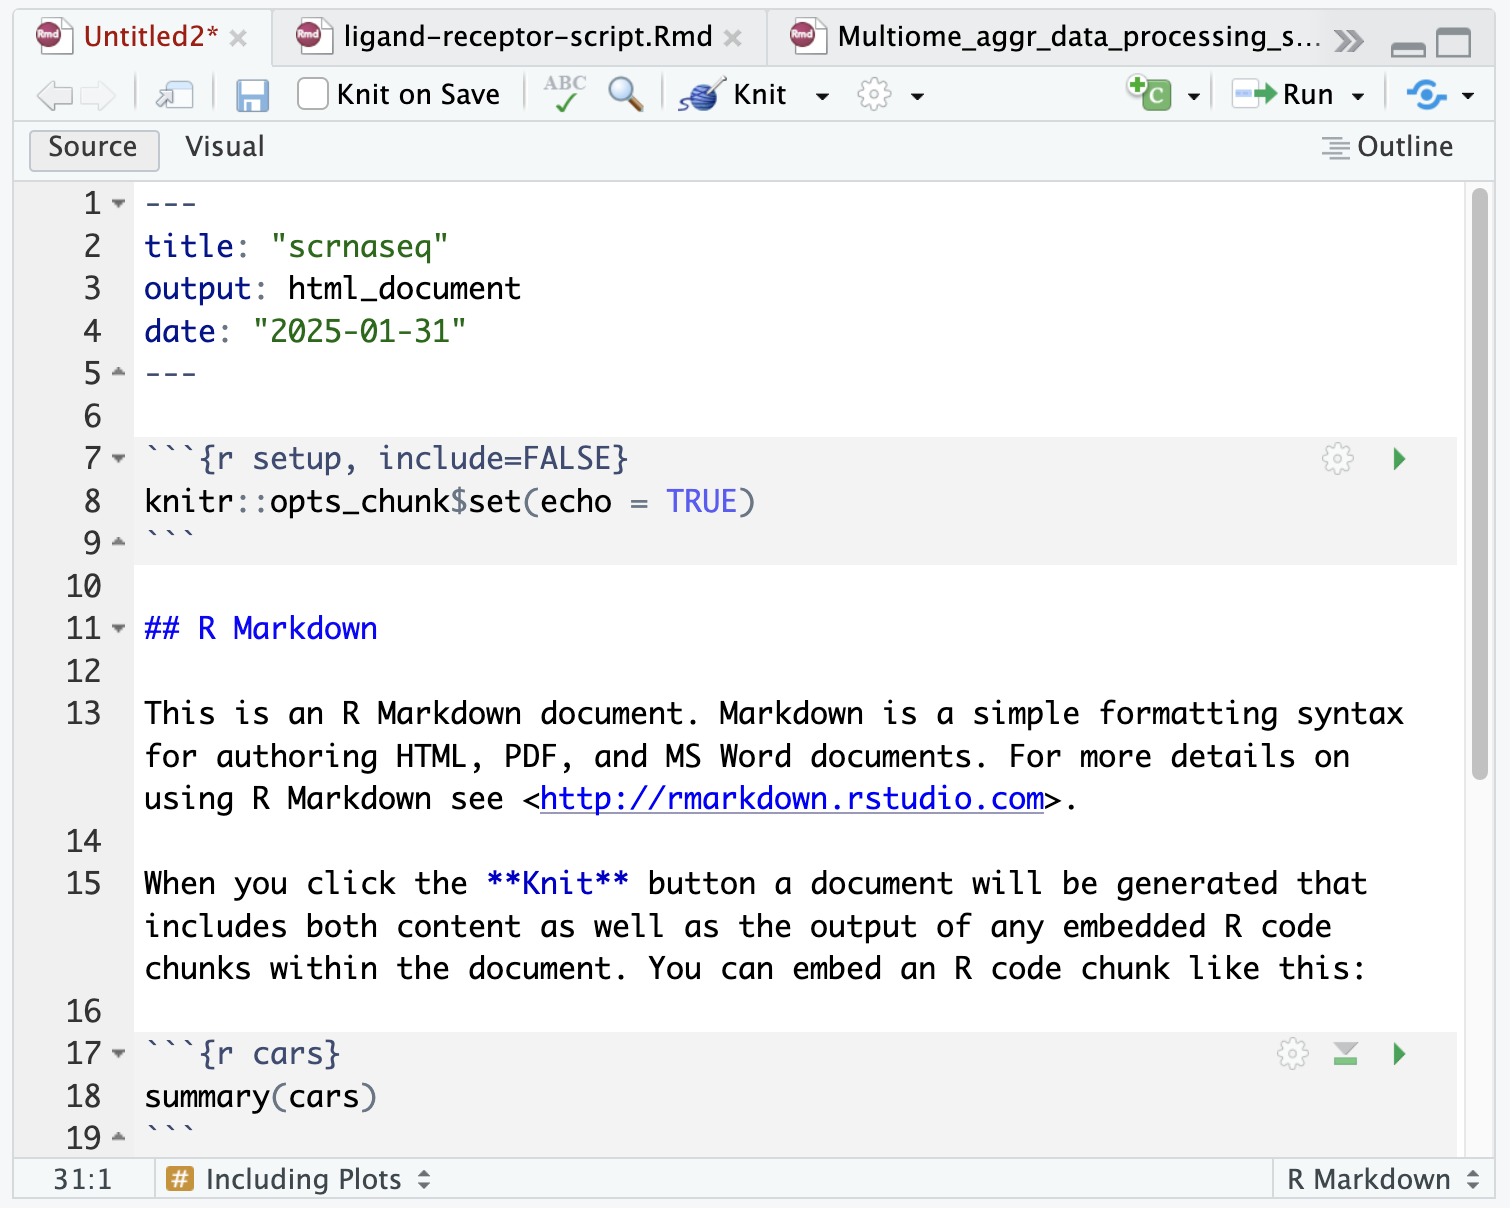 Rmd Untitled2* Rmd ligand-receptor-script.Rmd Rmd Multiome_aggr_data_processing_s...
Knit on Save ABC Knit C Run
Source Visual Outline
1 ---
2 title: "scrnaseq"
3 output: html_document
4 date: "2025-01-31"
5 ---
6
7 ```{r setup, include=FALSE}
8 knitr::opts_chunk$set(echo = TRUE)
9 ```
10
11 ## R Markdown
12
13 This is an R Markdown document. Markdown is a simple formatting syntax
for authoring HTML, PDF, and MS Word documents. For more details on
using R Markdown see <http://rmarkdown.rstudio.com>.
14
15 When you click the **Knit** button a document will be generated that
includes both content as well as the output of any embedded R code
chunks within the document. You can embed an R code chunk like this:
16
17 ```{r cars}
18 summary(cars)
19 ```
31:1 # Including Plots R Markdown